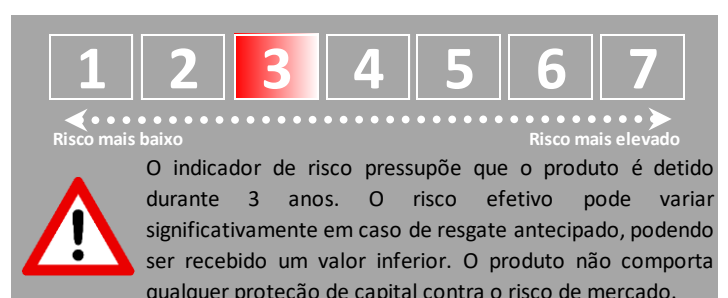 1 2 3 4 5 6 7
Risco mais baixo Risco mais elevado
O indicador de risco pressupõe que o produto é detido
durante 3 anos. O risco efetivo pode variar
significativamente em caso de resgate antecipado, podendo
ser recebido um valor inferior. O produto não comporta
qualquer proteção de capital contra o risco de mercado.